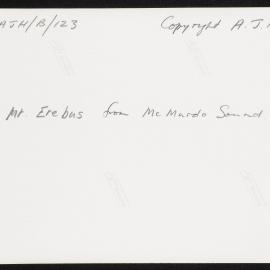 AJH/B/123 Copyright A.J.
Mt. Erebus from McMurdo Sound